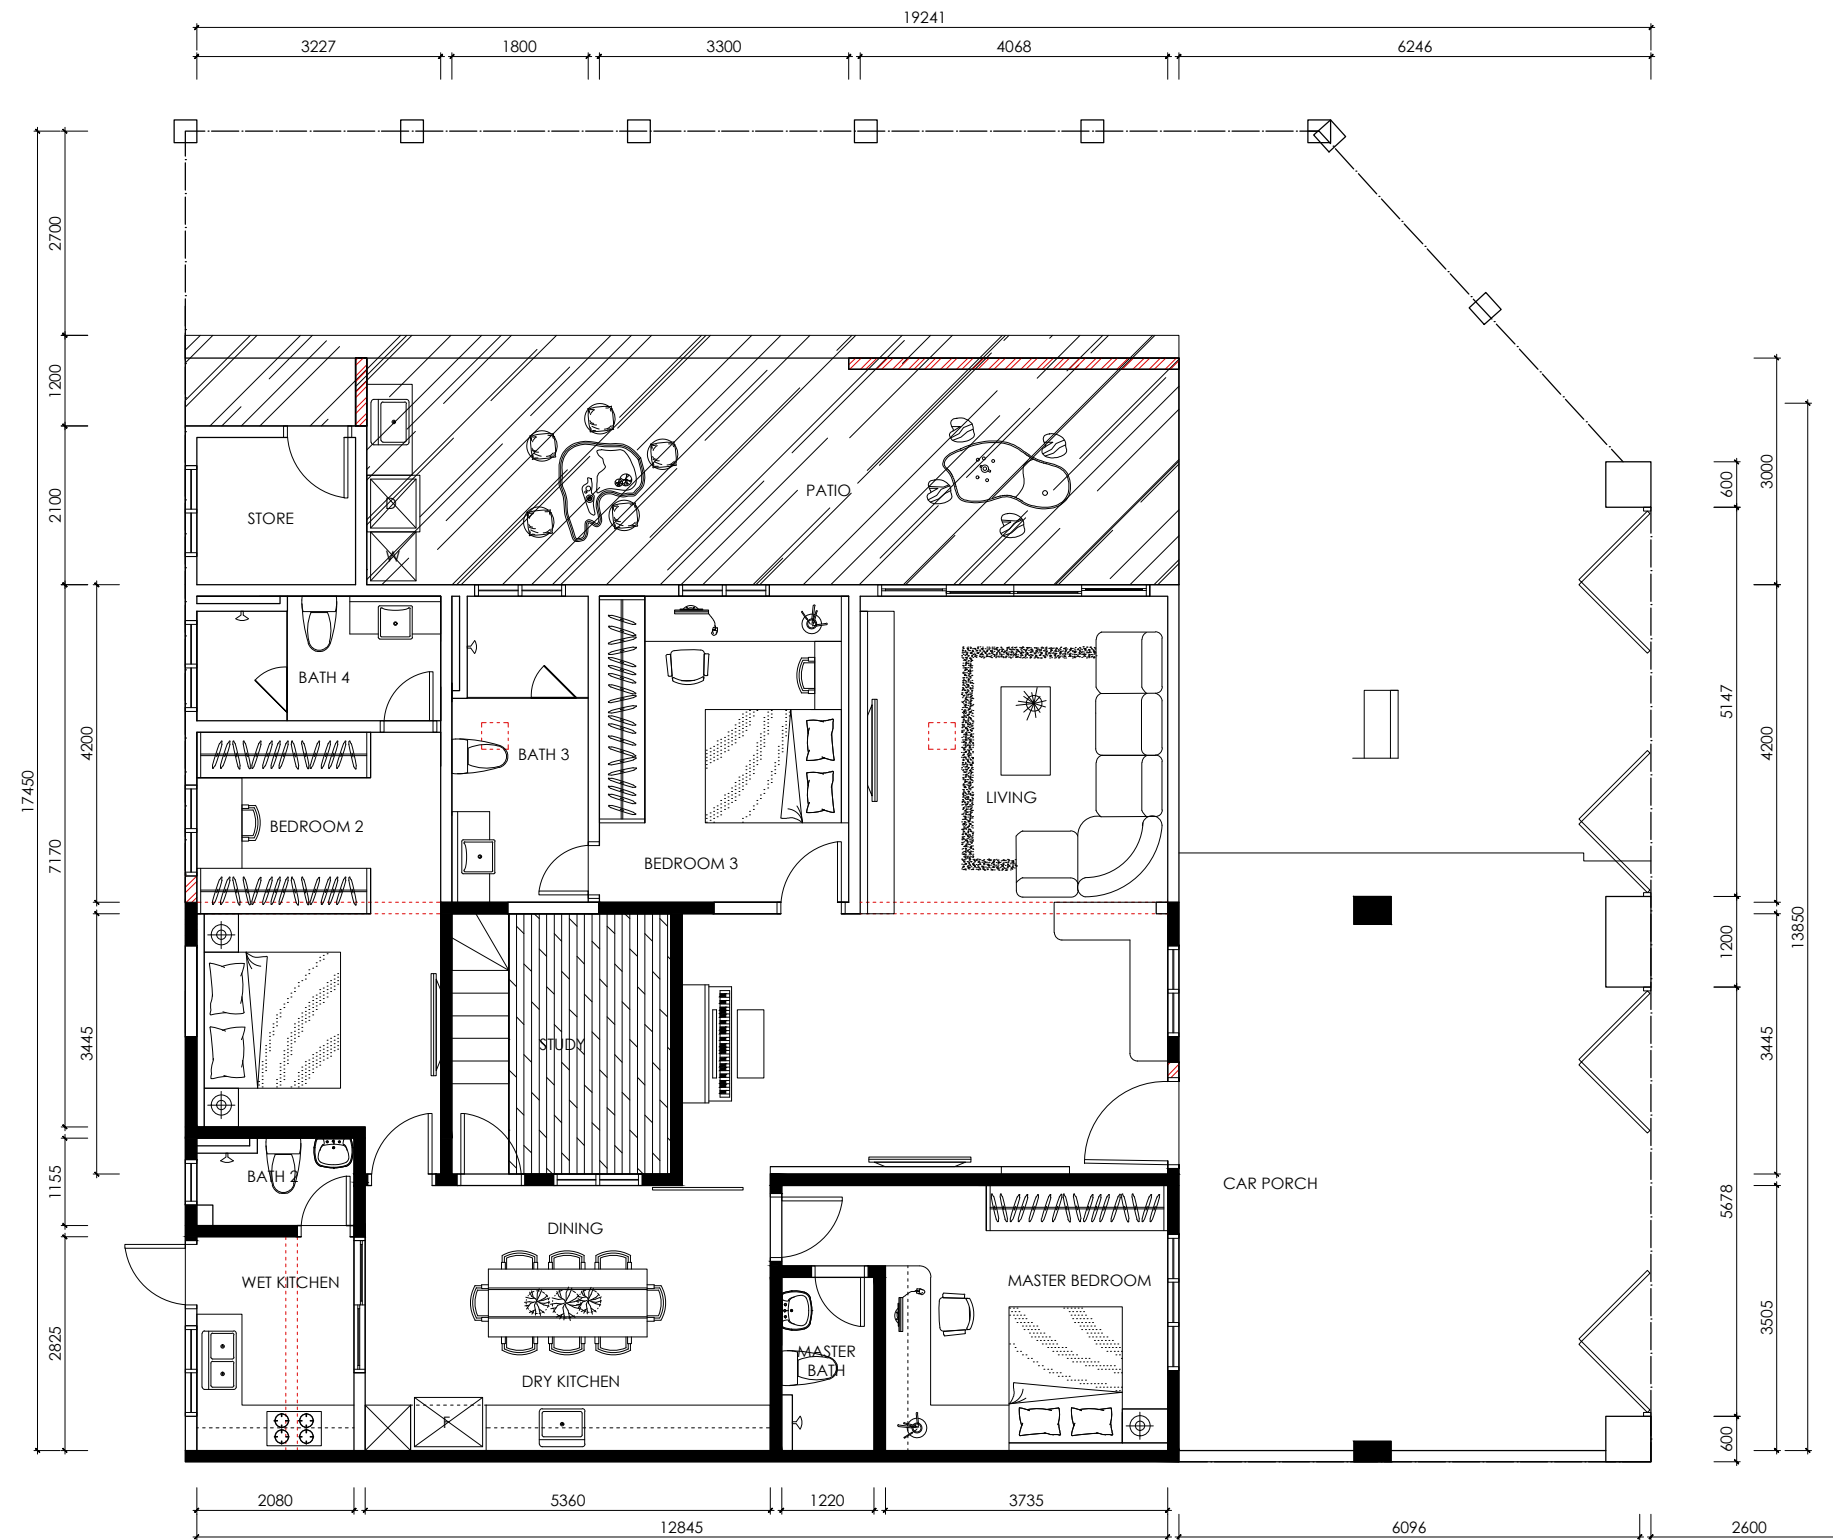 19241
3227
1800
3300
4068
6246
2700
1200
2100
17450
7170
4200
3445
1155
2825
600
3000
5147
4200
13850
1200
3445
5678
3505
600
STORE
D
W
PATIO
BATH 4
BATH 3
BEDROOM 2
BEDROOM 3
LIVING
STUDY
BATH 2
CAR PORCH
DINING
WET KITCHEN
MASTER BEDROOM
MASTER
BATH
DRY KITCHEN
F
2080
5360
1220
3735
12845
6096
2600